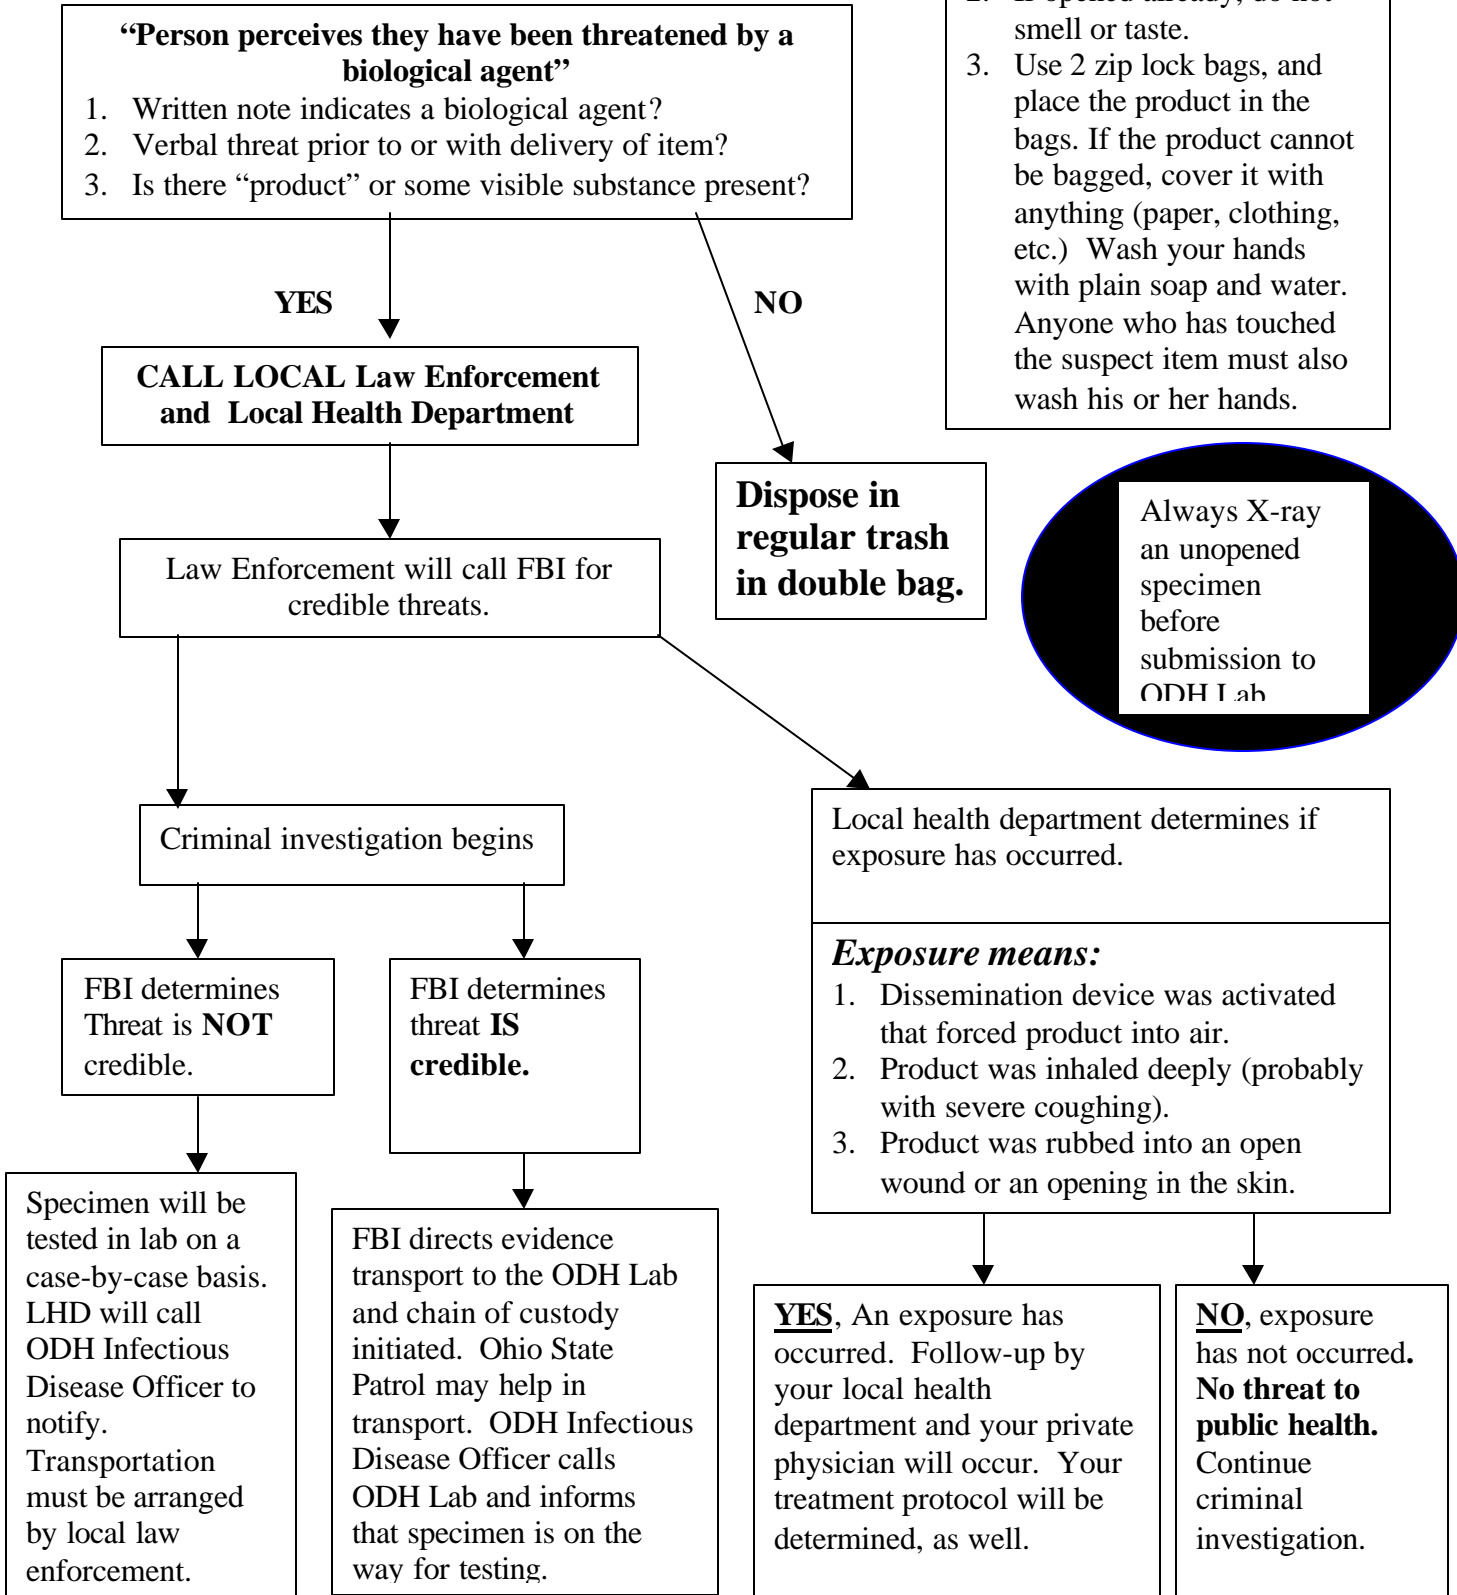 “Person perceives they have been threatened by a
biological agent”
1. Written note indicates a biological agent?
2. Verbal threat prior to or with delivery of item?
3. Is there “product” or some visible substance present?
2. If opened already, do not
smell or taste.
3. Use 2 zip lock bags, and
place the product in the
bags. If the product cannot
be bagged, cover it with
anything (paper, clothing,
etc.) Wash your hands
with plain soap and water.
Anyone who has touched
the suspect item must also
wash his or her hands.
YES
NO
CALL LOCAL Law Enforcement
and Local Health Department
Dispose in
regular trash
in double bag.
Always X-ray
an unopened
specimen
before
submission to
ODH Lab
Law Enforcement will call FBI for
credible threats.
Criminal investigation begins
Local health department determines if
exposure has occurred.
Exposure means:
1. Dissemination device was activated
that forced product into air.
2. Product was inhaled deeply (probably
with severe coughing).
3. Product was rubbed into an open
wound or an opening in the skin.
FBI determines
Threat is NOT
credible.
FBI determines
threat IS
credible.
Specimen will be
tested in lab on a
case-by-case basis.
LHD will call
ODH Infectious
Disease Officer to
notify.
Transportation
must be arranged
by local law
enforcement.
FBI directs evidence
transport to the ODH Lab
and chain of custody
initiated. Ohio State
Patrol may help in
transport. ODH Infectious
Disease Officer calls
ODH Lab and informs
that specimen is on the
way for testing.
YES, An exposure has
occurred. Follow-up by
your local health
department and your private
physician will occur. Your
treatment protocol will be
determined, as well.
NO, exposure
has not occurred.
No threat to
public health.
Continue
criminal
investigation.